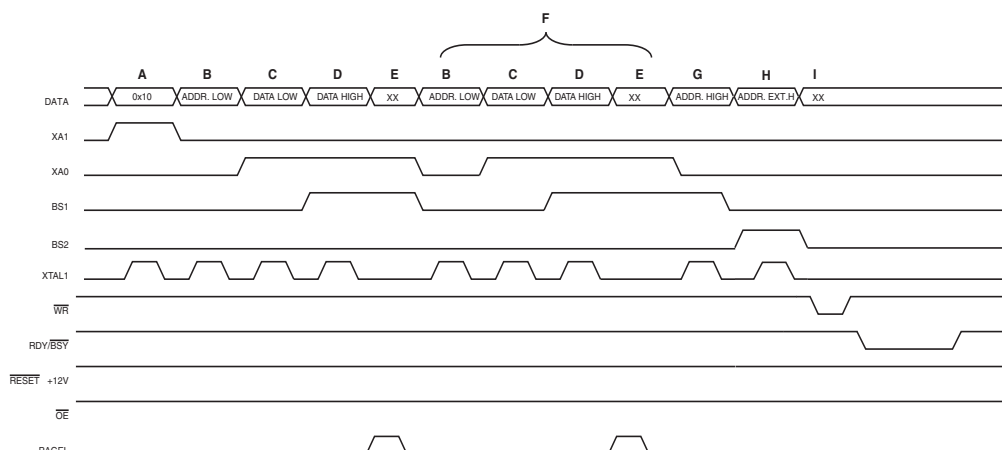 F
A B C D E B C D E G H I
DATA 0x10 ADDR. LOW DATA LOW DATA HIGH XX ADDR. LOW DATA LOW DATA HIGH XX ADDR. HIGH ADDR. EXT.H XX
XA1
XA0
BS1
BS2
XTAL1
WR
RDY/BSY
RESET +12V
OE